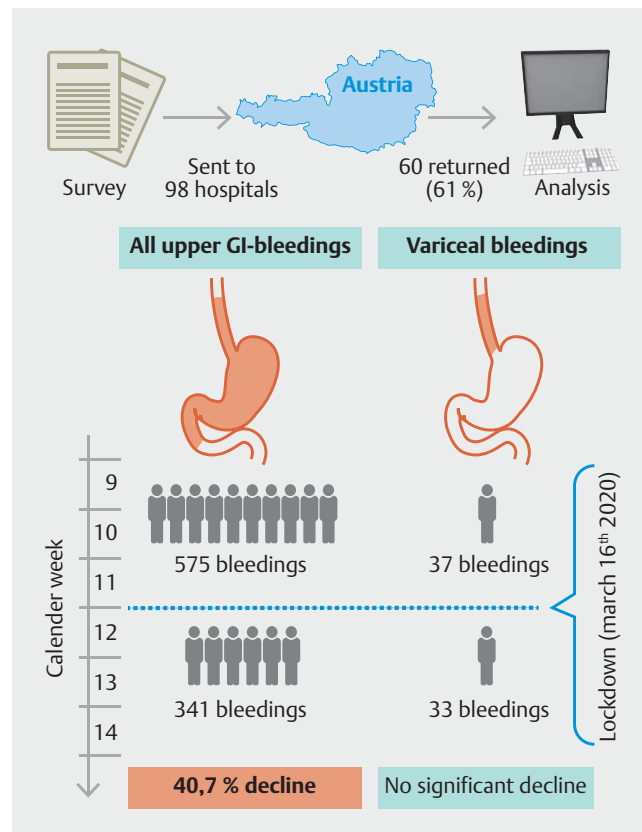 Austria
Survey
Sent to
98 hospitals
60 returned
(61 %)
Analysis
All upper GI-bleedings
Variceal bleedings
Calender week
9
10
11
12
13
14
575 bleedings
37 bleedings
341 bleedings
33 bleedings
Lockdown (march 16th 2020)
40,7 % decline
No significant decline